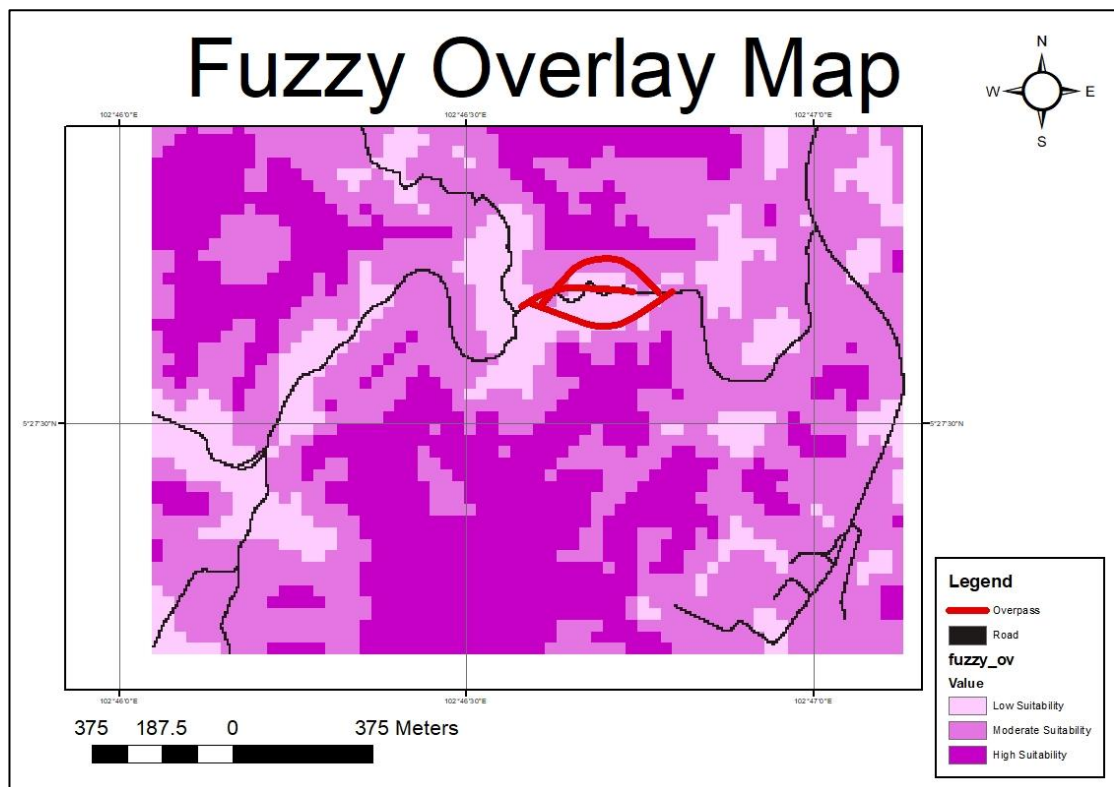 Fuzzy Overlay Map
N
W E
S
102°46'0"E 102°46'30"E 102°47'0"E
5°27'30"N 5°27'30"N
102°46'0"E 102°46'30"E 102°47'0"E
375 187.5 0 375 Meters
Legend
Overpass
Road
fuzzy_ov
Value
Low Suitability
Moderate Suitability
High Suitability